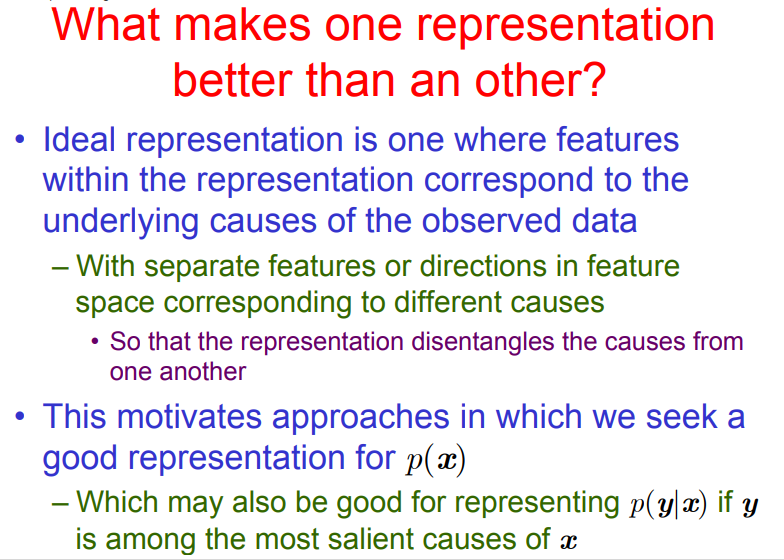 What makes one representation
better than an other?
• Ideal representation is one where features
within the representation correspond to the
underlying causes of the observed data
– With separate features or directions in feature
space corresponding to different causes
• So that the representation disentangles the causes from
one another
• This motivates approaches in which we seek a
good representation for p(x)
– Which may also be good for representing p(y|x) if y
is among the most salient causes of x